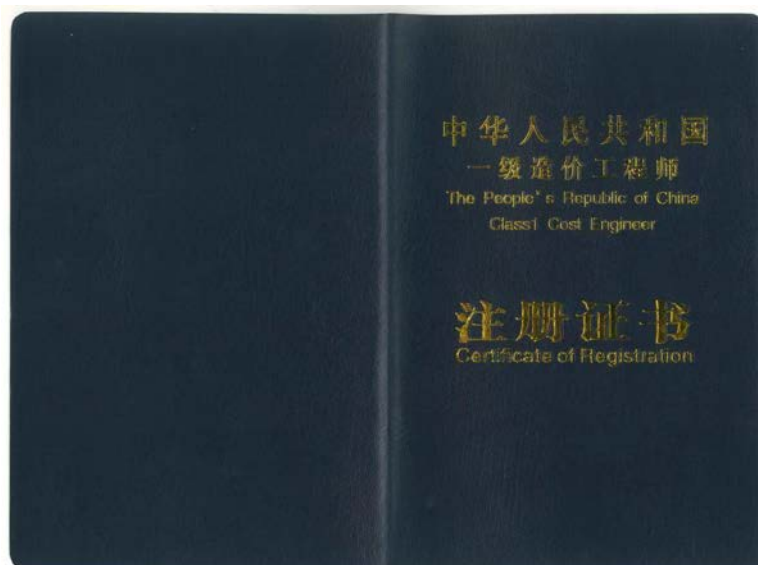 中华人民共和国
一级造价工程师
The People's Republic of China
Class1 Cost Engineer
注册证书
Certificate of Registration